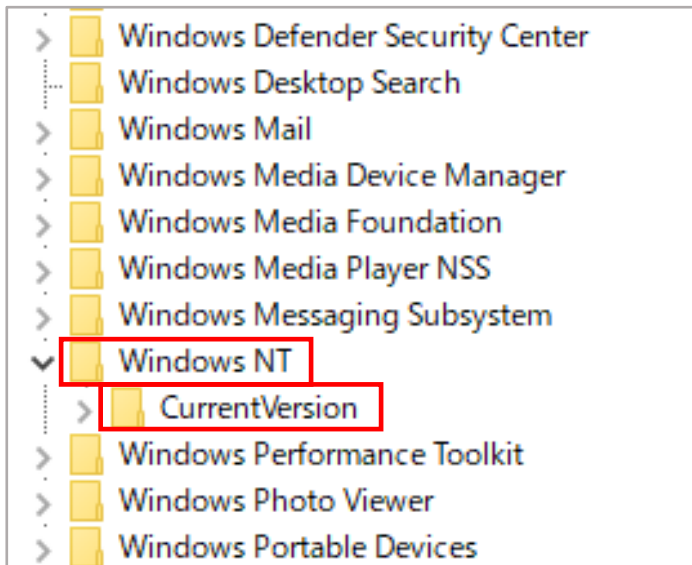 Windows Defender Security Center
Windows Desktop Search
Windows Mail
Windows Media Device Manager
Windows Media Foundation
Windows Media Player NSS
Windows Messaging Subsystem
Windows NT
CurrentVersion
Windows Performance Toolkit
Windows Photo Viewer
Windows Portable Devices